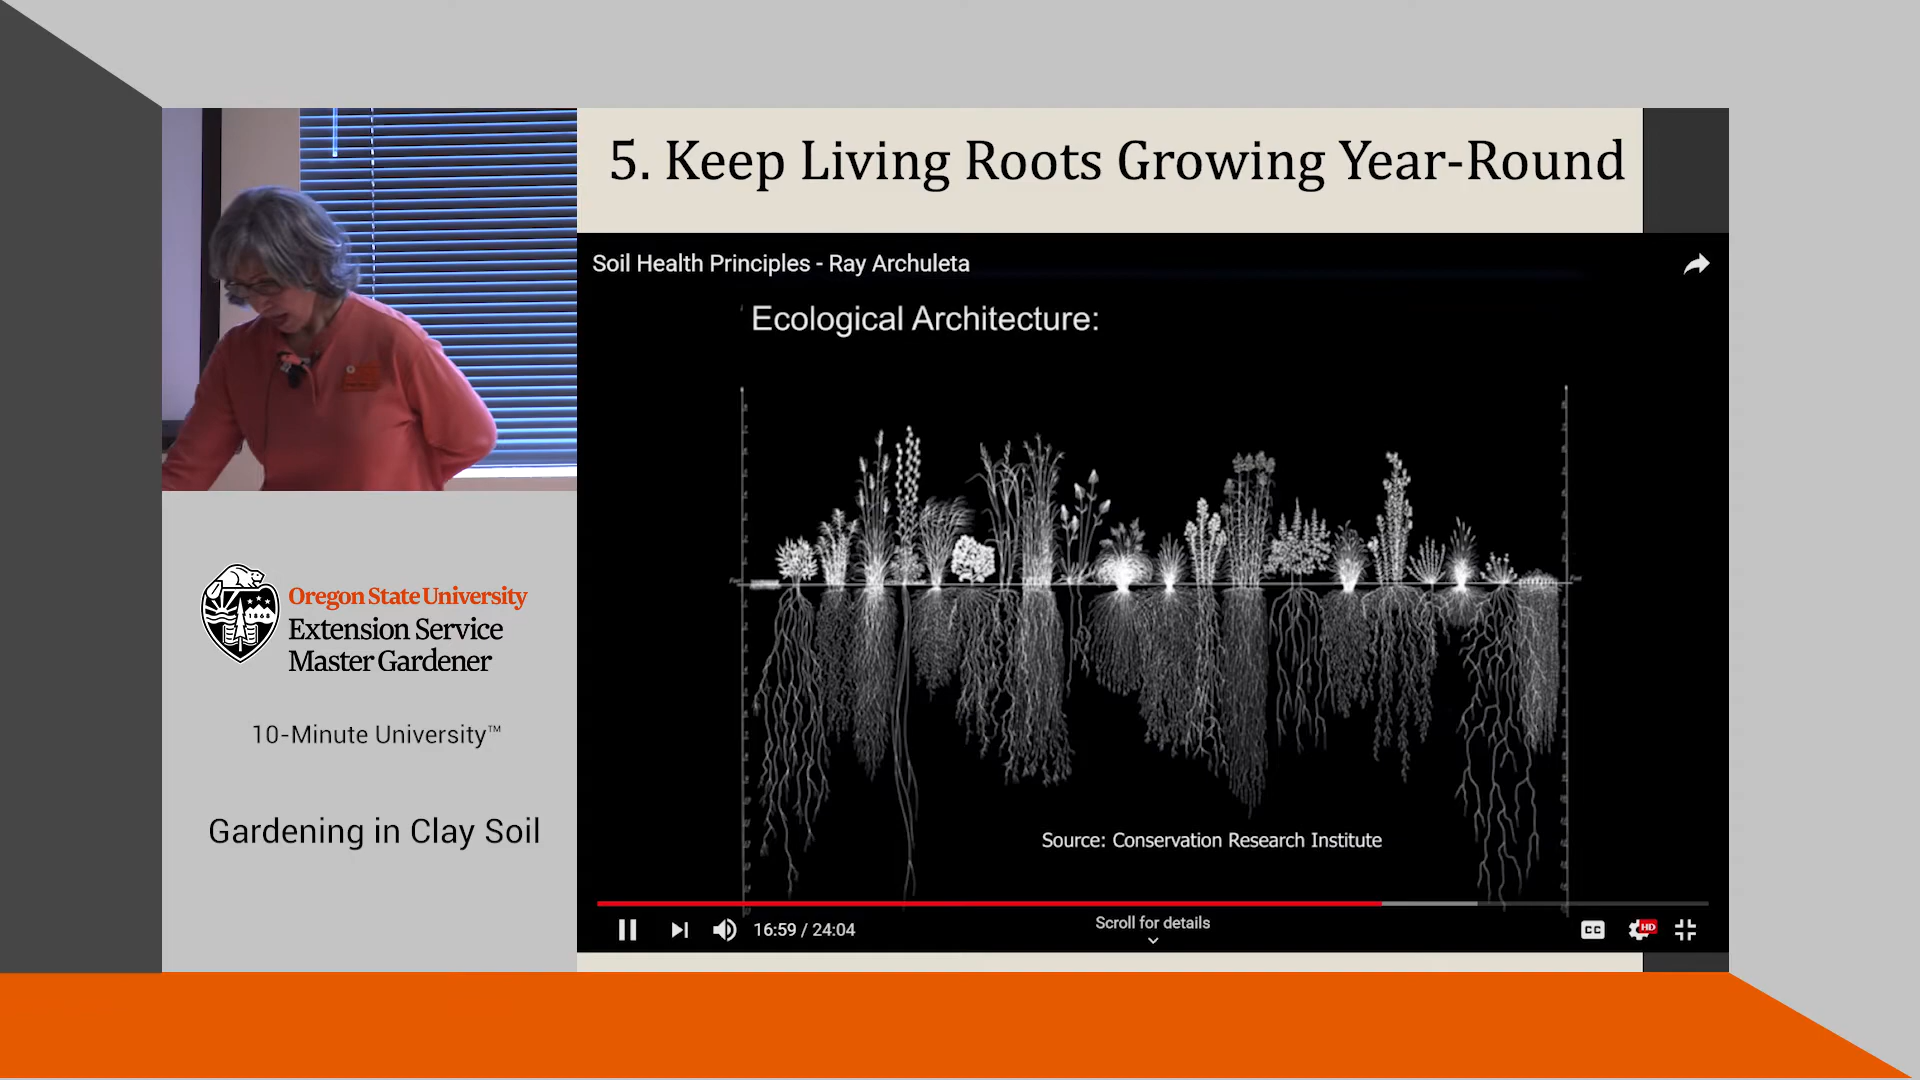 5. Keep Living Roots Growing Year-Round
Soil Health Principles - Ray Archuleta
Ecological Architecture:
Source: Conservation Research Institute
16:59 / 24:04
Scroll for details
CC
HD
Oregon State University
Extension Service
Master Gardener
10-Minute University™
Gardening in Clay Soil